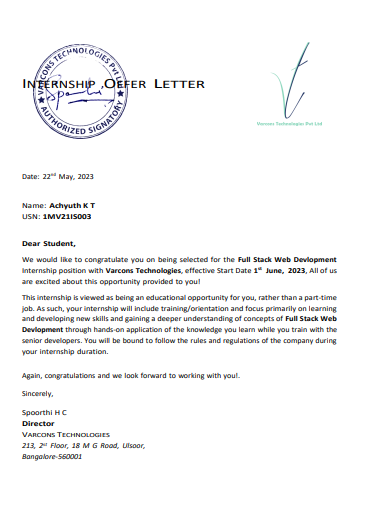 INTERNSHIP OFFER LETTER
VARCONS TECHNOLOGIES Pvt Ltd
AUTHORIZED SIGNATORY
Varcons Technologies Pvt Ltd
Date: 22nd May, 2023
Name: Achyuth K T
USN: 1MV21IS003
Dear Student,
We would like to congratulate you on being selected for the Full Stack Web Devlopment
Internship position with Varcons Technologies, effective Start Date 1st June, 2023, All of us
are excited about this opportunity provided to you!
This internship is viewed as being an educational opportunity for you, rather than a part-time
job. As such, your internship will include training/orientation and focus primarily on learning
and developing new skills and gaining a deeper understanding of concepts of Full Stack Web
Devlopment through hands-on application of the knowledge you learn while you train with the
senior developers. You will be bound to follow the rules and regulations of the company during
your internship duration.
Again, congratulations and we look forward to working with you!.
Sincerely,
Spoorthi H C
Director
VARCONS TECHNOLOGIES
213, 2st Floor, 18 M G Road, Ulsoor,
Bangalore-560001